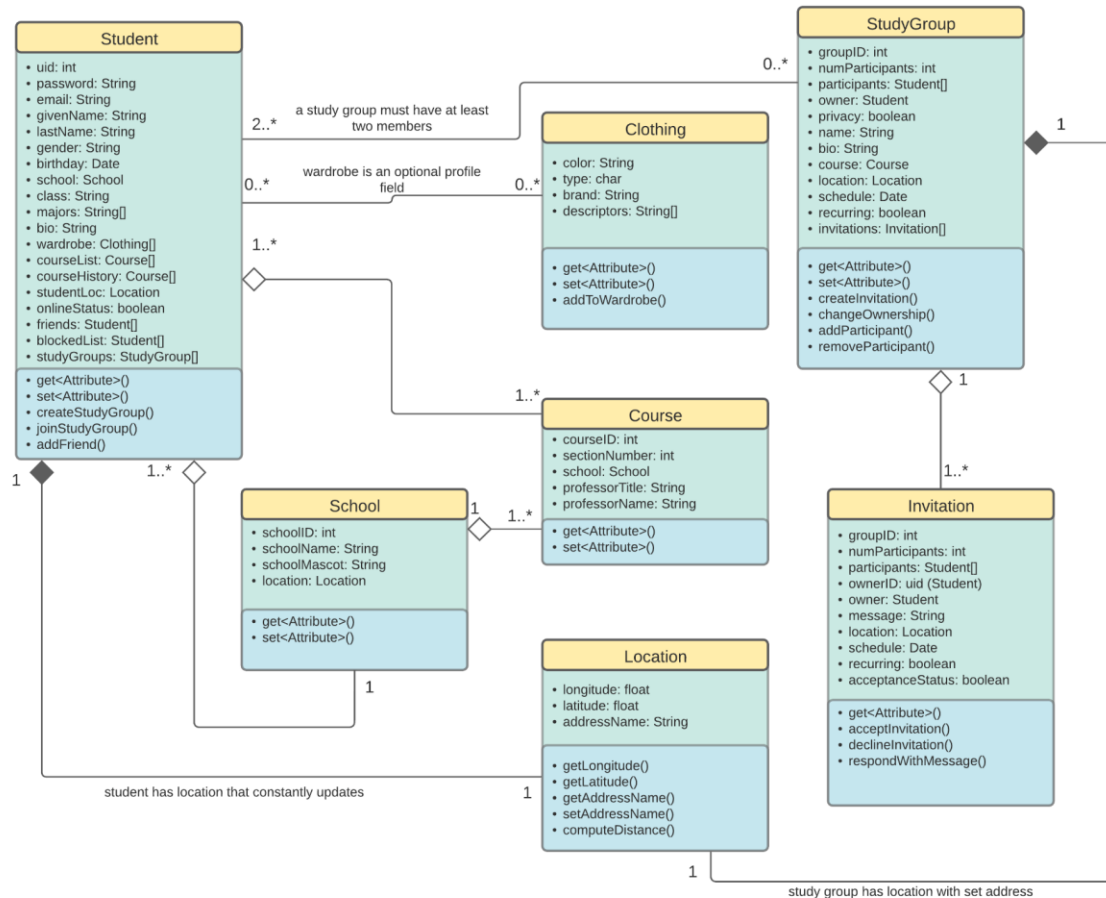 Student
• uid: int
• password: String
• email: String
• givenName: String
• lastName: String
• gender: String
• birthday: Date
• school: School
• class: String
• majors: String[]
• bio: String
• wardrobe: Clothing[]
• courseList: Course[]
• courseHistory: Course[]
• studentLoc: Location
• onlineStatus: boolean
• friends: Student[]
• blockedList: Student[]
• studyGroups: StudyGroup[]
• get<Attribute>()
• set<Attribute>()
• createStudyGroup()
• joinStudyGroup()
• addFriend()
2..*
a study group must have at least
two members
0..*
0..*
wardrobe is an optional profile
field
0..*
1..*
1..*
Clothing
• color: String
• type: char
• brand: String
• descriptors: String[]
• get<Attribute>()
• set<Attribute>()
• addToWardrobe()
StudyGroup
• groupID: int
• numParticipants: int
• participants: Student[]
• owner: Student
• privacy: boolean
• name: String
• bio: String
• course: Course
• location: Location
• schedule: Date
• recurring: boolean
• invitations: Invitation[]
• get<Attribute>()
• set<Attribute>()
• createInvitation()
• changeOwnership()
• addParticipant()
• removeParticipant()
1
1
1..*
Course
• courseID: int
• sectionNumber: int
• school: School
• professorTitle: String
• professorName: String
• get<Attribute>()
• set<Attribute>()
1
1..*
School
• schoolID: int
• schoolName: String
• schoolMascot: String
• location: Location
• get<Attribute>()
• set<Attribute>()
1
1..*
1
Invitation
• groupID: int
• numParticipants: int
• participants: Student[]
• ownerID: uid (Student)
• owner: Student
• message: String
• location: Location
• schedule: Date
• recurring: boolean
• acceptanceStatus: boolean
• get<Attribute>()
• acceptInvitation()
• declineInvitation()
• respondWithMessage()
Location
• longitude: float
• latitude: float
• addressName: String
• getLongitude()
• getLatitude()
• getAddressName()
• setAddressName()
• computeDistance()
student has location that constantly updates
1
1
study group has location with set address